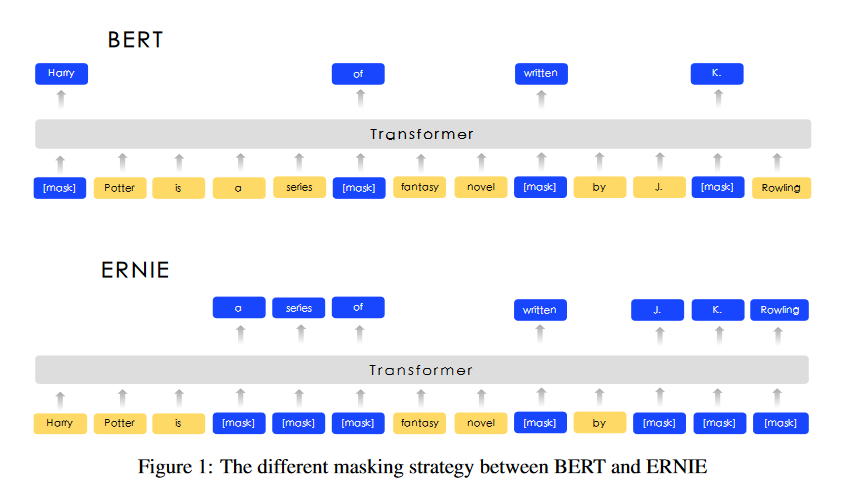 BERT
Harry of written K.
Transformer
[mask] Potter is a series [mask] fantasy novel [mask] by J. [mask] Rowling
ERNIE
a series of written J. K. Rowling
Transformer
Harry Potter is [mask] [mask] [mask] fantasy novel [mask] by [mask] [mask] [mask]
Figure 1: The different masking strategy between BERT and ERNIE